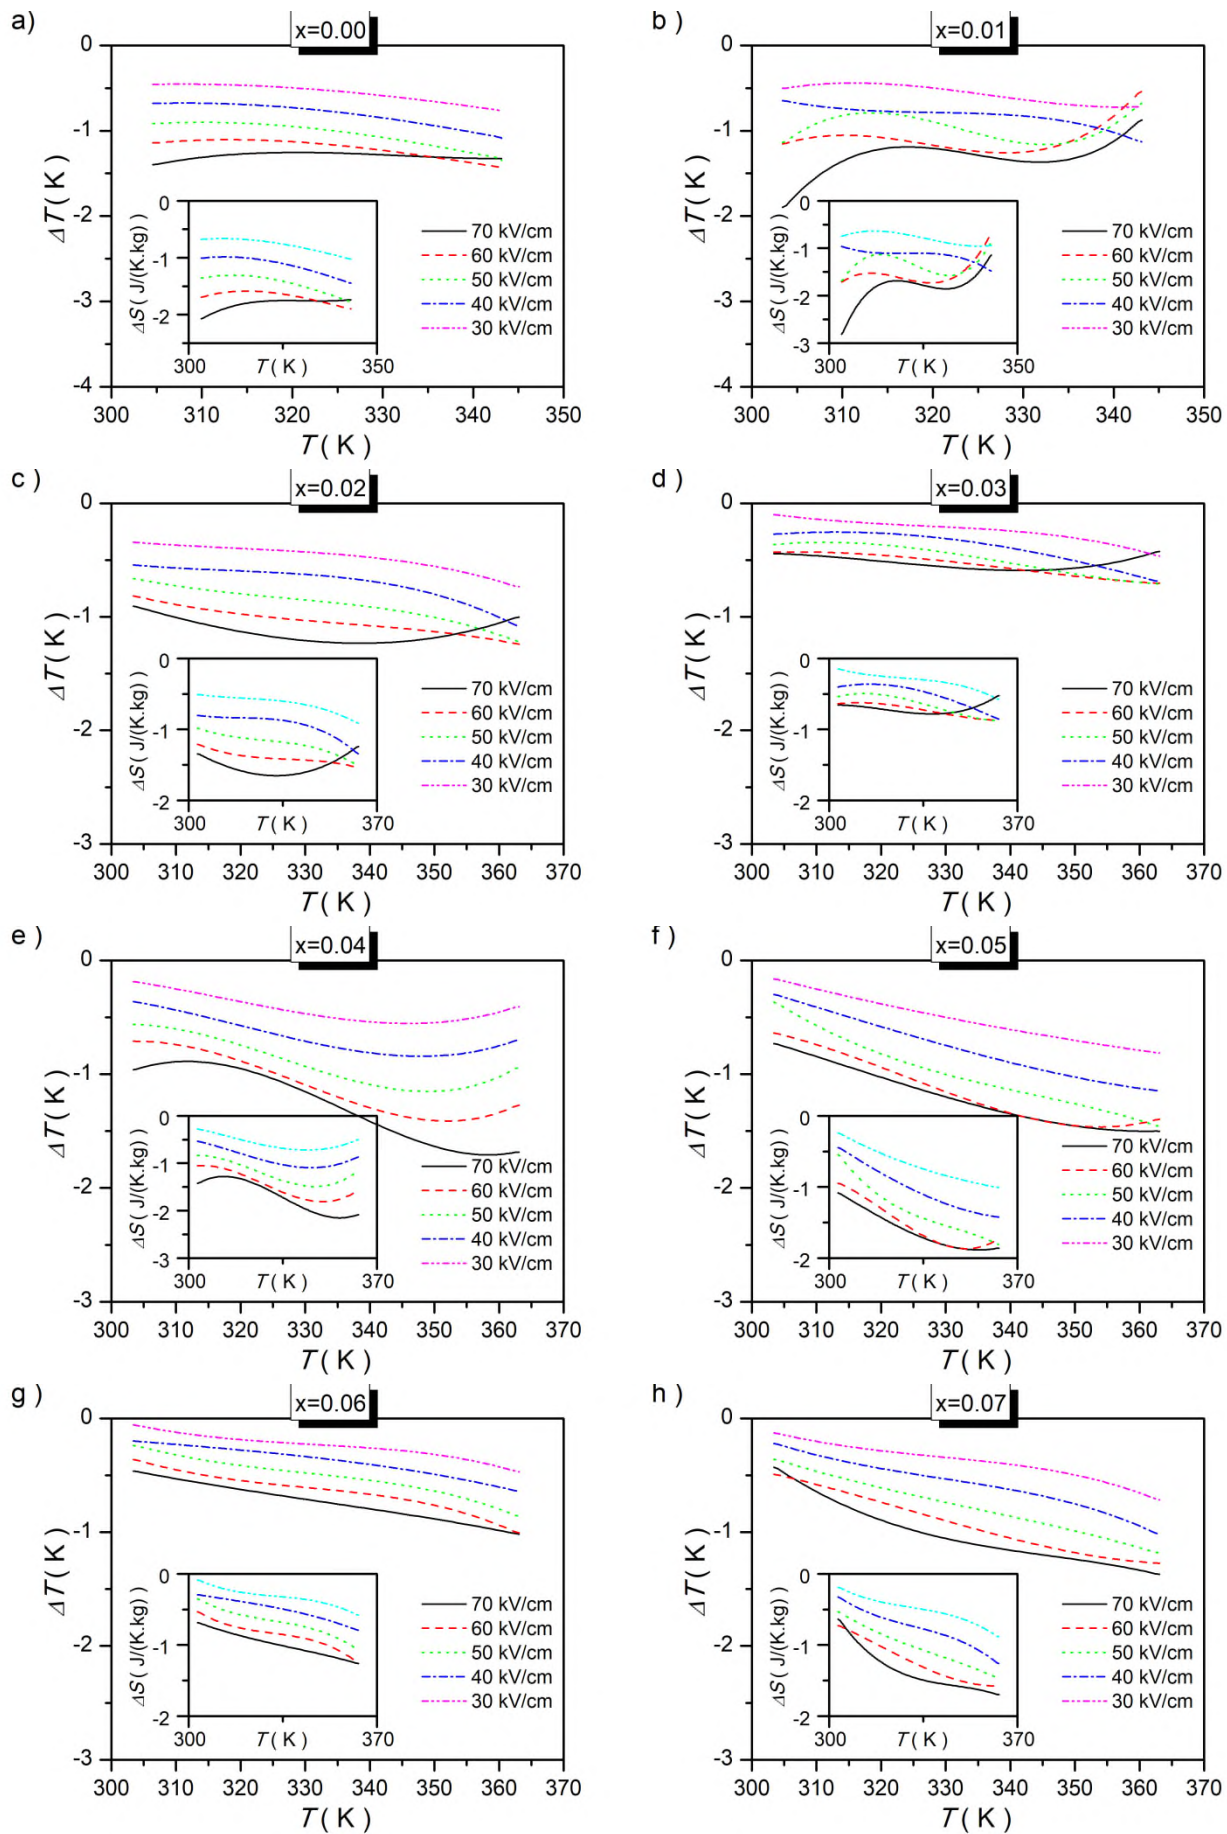 a) x=0.00
0
-1
-2
-3
-4
ΔT( K)
300 310 320 330 340 350
T( K )
0
-1
-2
ΔS( J/(K.kg))
300 T( K ) 350
70 kV/cm
60 kV/cm
50 kV/cm
40 kV/cm
30 kV/cm
b ) x=0.01
0
-1
-2
-3
-4
ΔT( K)
300 310 320 330 340 350
T( K )
0
-1
-2
-3
ΔS( J/(K.kg))
300 T( K ) 350
70 kV/cm
60 kV/cm
50 kV/cm
40 kV/cm
30 kV/cm
c ) x=0.02
0
-1
-2
-3
ΔT( K)
300 310 320 330 340 350 360 370
T( K )
0
-1
-2
ΔS( J/(K.kg))
300 T( K ) 370
70 kV/cm
60 kV/cm
50 kV/cm
40 kV/cm
30 kV/cm
d ) x=0.03
0
-1
-2
-3
ΔT( K)
300 310 320 330 340 350 360 370
T( K )
0
-1
-2
ΔS( J/(K.kg))
300 T( K ) 370
70 kV/cm
60 kV/cm
50 kV/cm
40 kV/cm
30 kV/cm
e ) x=0.04
0
-1
-2
-3
ΔT( K)
300 310 320 330 340 350 360 370
T( K )
0
-1
-2
-3
ΔS( J/(K.kg))
300 T( K ) 370
70 kV/cm
60 kV/cm
50 kV/cm
40 kV/cm
30 kV/cm
f ) x=0.05
0
-1
-2
-3
ΔT( K)
300 310 320 330 340 350 360 370
T( K )
0
-1
-2
ΔS( J/(K.kg))
300 T( K ) 370
70 kV/cm
60 kV/cm
50 kV/cm
40 kV/cm
30 kV/cm
g ) x=0.06
0
-1
-2
-3
ΔT( K)
300 310 320 330 340 350 360 370
T( K )
0
-1
-2
ΔS( J/(K.kg))
300 T( K ) 370
70 kV/cm
60 kV/cm
50 kV/cm
40 kV/cm
30 kV/cm
h ) x=0.07
0
-1
-2
-3
ΔT( K)
300 310 320 330 340 350 360 370
T( K )
0
-1
-2
ΔS( J/(K.kg))
300 T( K ) 370
70 kV/cm
60 kV/cm
50 kV/cm
40 kV/cm
30 kV/cm